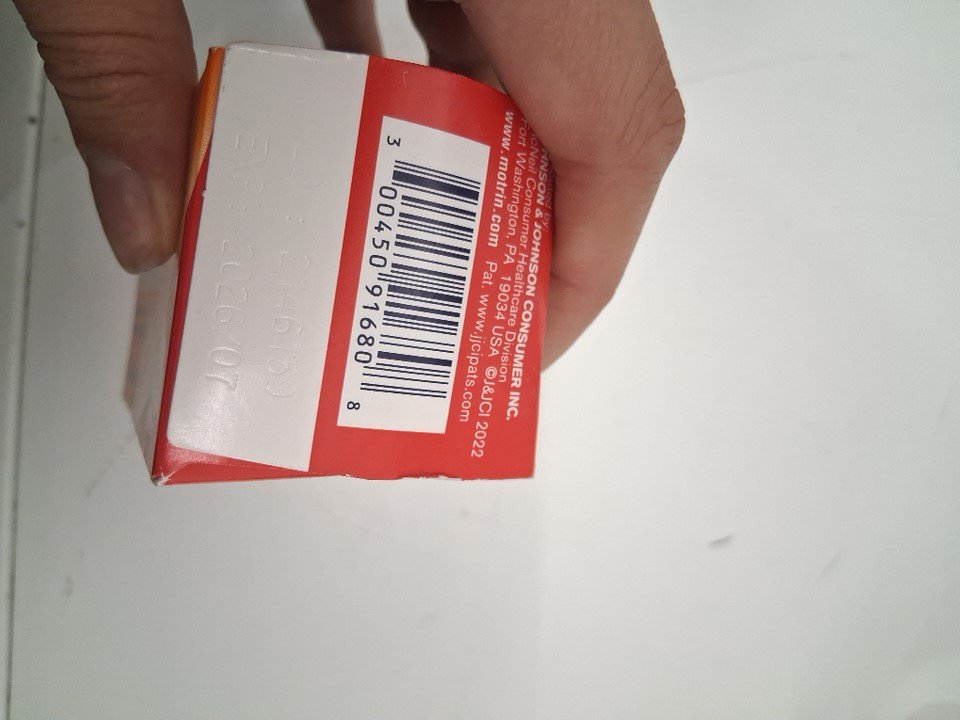 JOHNSON & JOHNSON CONSUMER INC.
McNeil Consumer Healthcare Division
Fort Washington, PA 19034 USA ©J&JCI 2022
www.motrin.com Pat. www.jjcipats.com
3 00450 91680 8
: 2146159
EXP : 2026/07